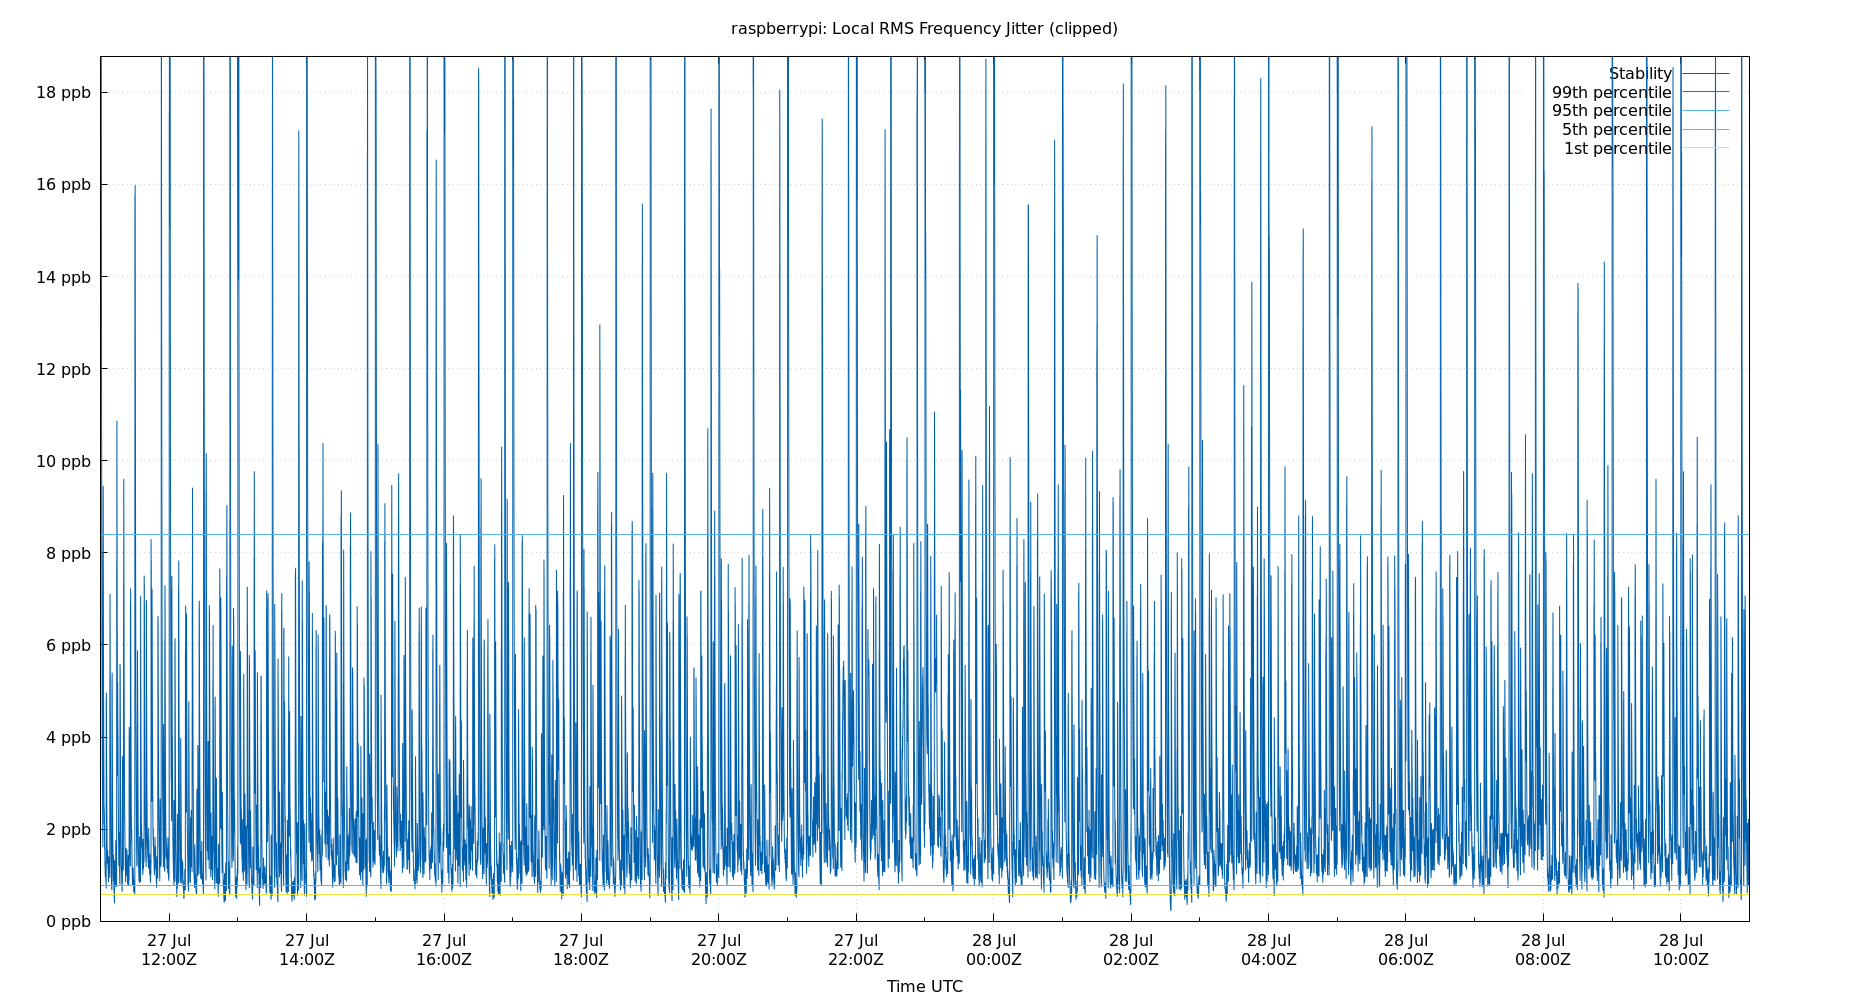 raspberrypi: Local RMS Frequency Jitter (clipped)
Stability
99th percentile
95th percentile
5th percentile
1st percentile
18 ppb
16 ppb
14 ppb
12 ppb
10 ppb
8 ppb
6 ppb
4 ppb
2 ppb
0 ppb
27 Jul 27 Jul 27 Jul 27 Jul 27 Jul 27 Jul 28 Jul 28 Jul 28 Jul 28 Jul 28 Jul 28 Jul
12:00Z 14:00Z 16:00Z 18:00Z 20:00Z 22:00Z 00:00Z 02:00Z 04:00Z 06:00Z 08:00Z 10:00Z
Time UTC